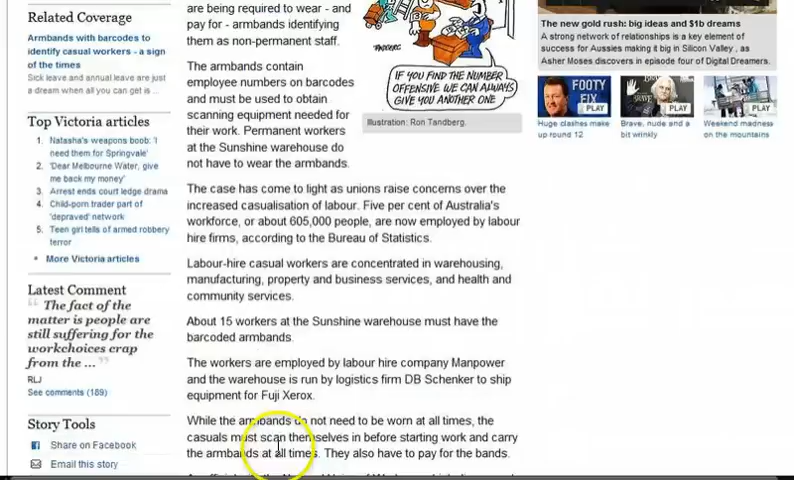 Related Coverage
Armbands with barcodes to
identify casual workers - a sign
of the times
Sick leave and annual leave are just
a dream when all you can get is ...
Top Victoria articles
1. Natasha's weapons boob: 'I
need them for Springvale'
2. 'Dear Melbourne Water, give
me back my money'
3. Arrest ends court ledge drama
4. Child-porn trader part of
'depraved' network
5. Teen girl tells of armed robbery
terror
More Victoria articles
Latest Comment
The fact of the
matter is people are
still suffering for the
workchoices crap
from the ...
RLJ
See comments (189)
Story Tools
Share on Facebook
Email this story
are being required to wear - and
pay for - armbands identifying
them as non-permanent staff.
The armbands contain
employee numbers on barcodes
and must be used to obtain
scanning equipment needed for
their work. Permanent workers
at the Sunshine warehouse do
not have to wear the armbands.
TANDBERG
IF YOU FIND THE NUMBER
OFFENSIVE WE CAN ALWAYS
GIVE YOU ANOTHER ONE
Illustration: Ron Tandberg.
The case has come to light as unions raise concerns over the
increased casualisation of labour. Five per cent of Australia's
workforce, or about 605,000 people, are now employed by labour
hire firms, according to the Bureau of Statistics.
Labour-hire casual workers are concentrated in warehousing,
manufacturing, property and business services, and health and
community services.
About 15 workers at the Sunshine warehouse must have the
barcoded armbands.
The workers are employed by labour hire company Manpower
and the warehouse is run by logistics firm DB Schenker to ship
equipment for Fuji Xerox.
While the armbands do not need to be worn at all times, the
casuals must scan themselves in before starting work and carry
the armbands at all times. They also have to pay for the bands.
The new gold rush: big ideas and $1b dreams
A strong network of relationships is a key element of
success for Aussies making it big in Silicon Valley, as
Asher Moses discovers in episode four of Digital Dreamers.
FOOTY
FIX
PLAY
BRAVE
PLAY
PLAY
Huge clashes make
up round 12
Brave, nude and a
bit wrinkly
Weekend madness
on the mountains